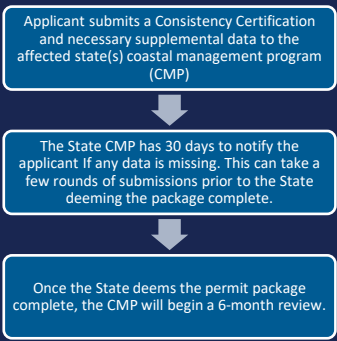 Applicant submits a Consistency Certification
and necessary supplemental data to the
affected state(s) coastal management program
(CMP)
The State CMP has 30 days to notify the
applicant If any data is missing. This can take a
few rounds of submissions prior to the State
deeming the package complete.
Once the State deems the permit package
complete, the CMP will begin a 6-month review.